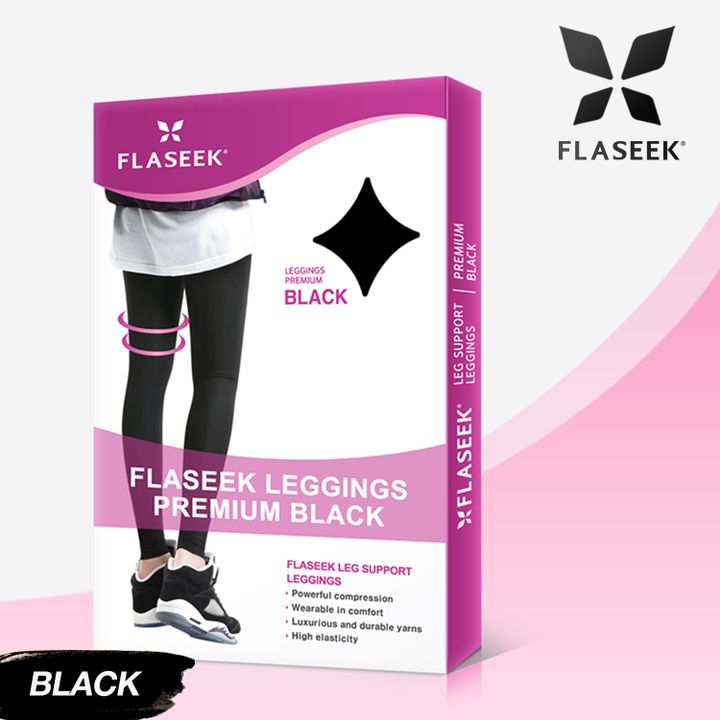 FLASEEK®
FLASEEK®
LEGGINGS
PREMIUM
BLACK
FLASEEK LEGGINGS
PREMIUM BLACK
FLASEEK LEG SUPPORT
LEGGINGS
• Powerful compression
• Wearable in comfort
• Luxurious and durable yarns
• High elasticity
FLASEEK® LEG SUPPORT
LEGGINGS
PREMIUM
BLACK
BLACK